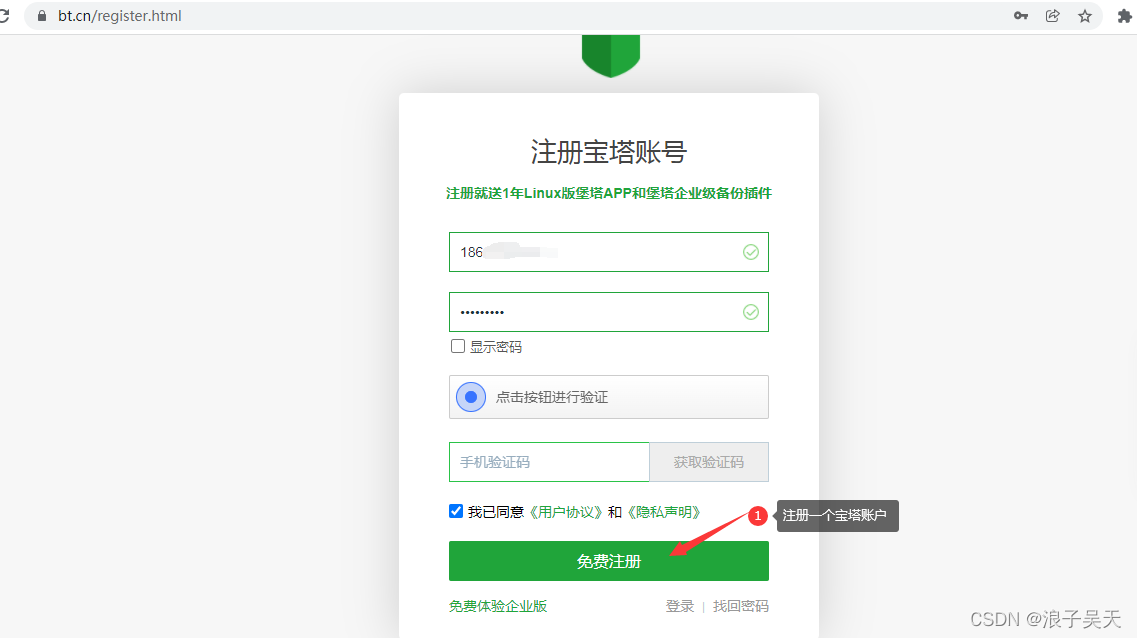 bt.cn/register.html
注册宝塔账号
注册就送1年Linux版堡塔APP和堡塔企业级备份插件
186
•••••••••
显示密码
点击按钮进行验证
手机验证码 获取验证码
我已同意《用户协议》和《隐私声明》
1 注册一个宝塔账户
免费注册
免费体验企业版 登录 | 找回密码
CSDN @浪子吴天